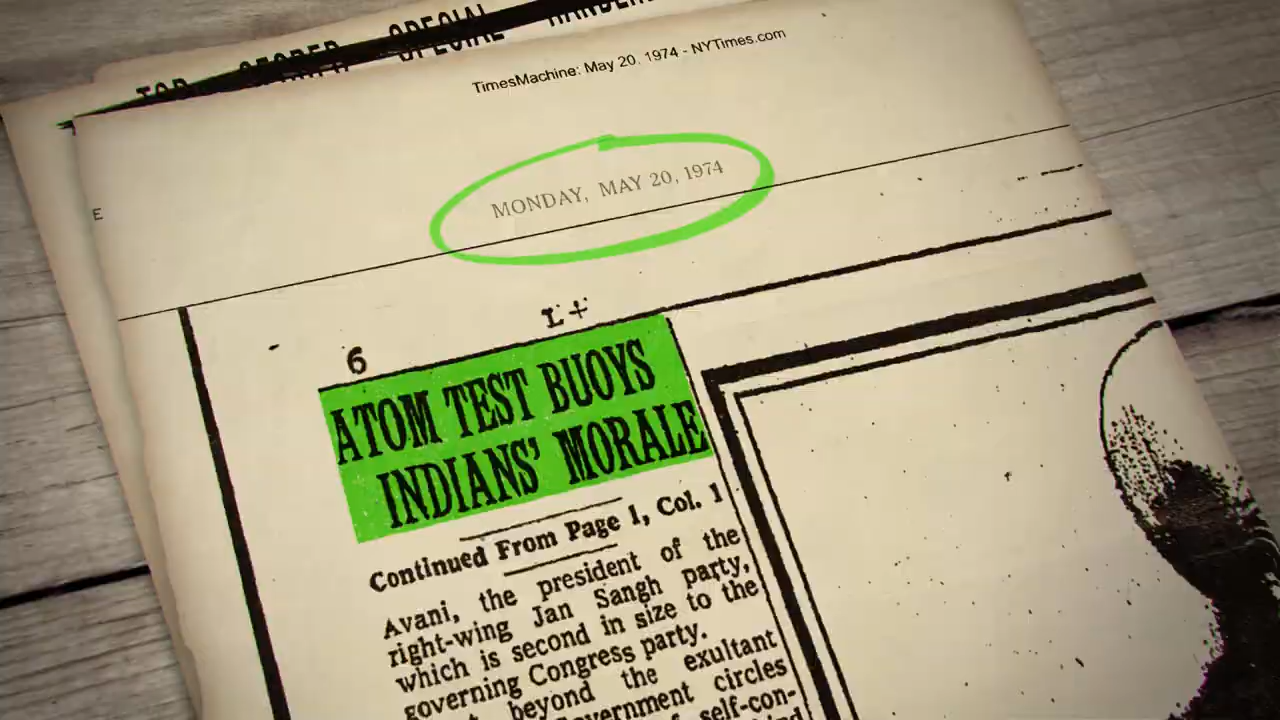 TOP SECRET SPECIAL
TimesMachine: May 20, 1974 - NYTimes.com
MONDAY, MAY 20, 1974
E
L+
6
ATOM TEST BUOYS
INDIANS' MORALE
Continued From Page 1, Col. 1
Avani, the president of the
right-wing Jan Sangh party,
which is second in size to the
governing Congress party.
beyond the exultant
circles
self-con-